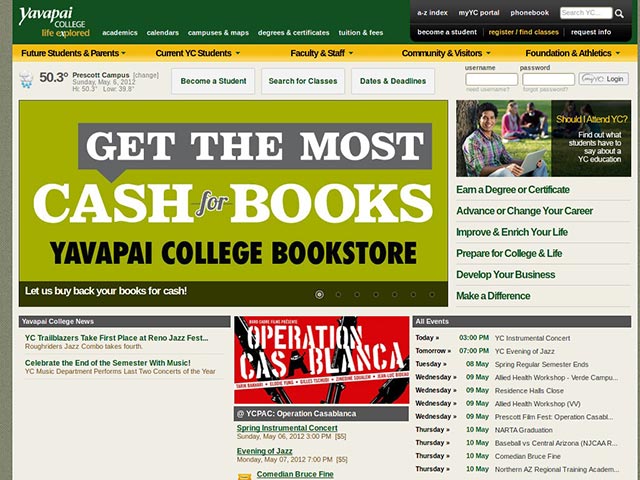 Yavapai
COLLEGE
life explored
academics calendars campuses & maps degrees & certificates tuition & fees
a-z index myYC portal phonebook Search YC...
become a student register / find classes request info
Future Students & Parents Current YC Students Faculty & Staff Community & Visitors Foundation & Athletics
50.3° Prescott Campus [change]
Sunday, May. 6, 2012
Hi: 50.3° Low: 39.8°
Become a Student Search for Classes Dates & Deadlines
username password
myYC Login
need username? forgot password?
GET THE MOST
CASH for BOOKS
YAVAPAI COLLEGE BOOKSTORE
Let us buy back your books for cash!
Should I Attend YC?
Find out what
students have to
say about a
YC education
Earn a Degree or Certificate
Advance or Change Your Career
Improve & Enrich Your Life
Prepare for College & Life
Develop Your Business
Make a Difference
Yavapai College News
YC Trailblazers Take First Place at Reno Jazz Fest...
Roughriders Jazz Combo takes fourth.
Celebrate the End of the Semester With Music!
YC Music Department Performs Last Two Concerts of the Year
OPERATION
CASABLANCA
@ YCPAC: Operation Casablanca
Spring Instrumental Concert
Sunday, May 06, 2012 3:00 PM [$5]
Evening of Jazz
Monday, May 07, 2012 7:00 PM [$5]
Comedian Bruce Fine
All Events
Today » 03:00 PM YC Instrumental Concert
Tomorrow » 07:00 PM YC Evening of Jazz
Tuesday » 08 May Spring Regular Semester Ends
Wednesday » 09 May Allied Health Workshop - Verde Campu...
Wednesday » 09 May Residence Halls Close
Wednesday » 09 May Allied Health Workshop (VV)
Wednesday » 09 May Prescott Film Fest: Operation Casabl...
Thursday » 10 May NARTA Graduation
Thursday » 10 May Baseball vs Central Arizona (NJCAA R...
Thursday » 10 May Comedian Bruce Fine
Thursday » 10 May Northern AZ Regional Training Academ...